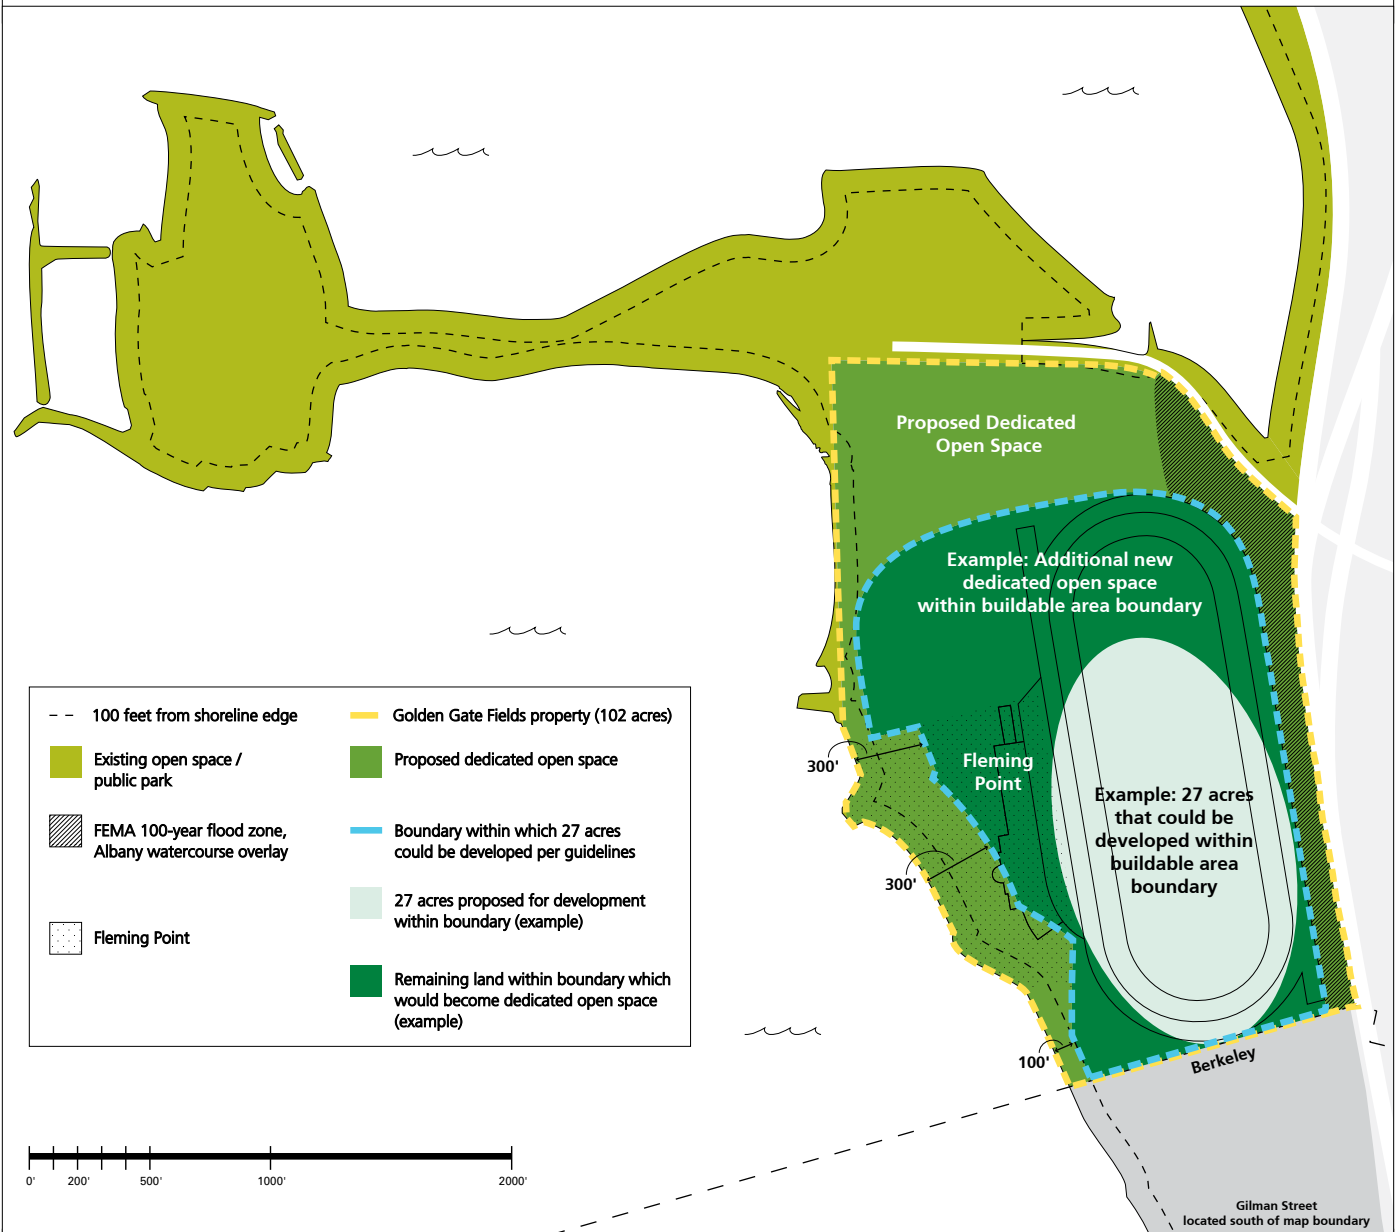 Proposed Dedicated
Open Space
Example: Additional new
dedicated open space
within buildable area boundary
Fleming
Point
Example: 27 acres
that could be
developed within
buildable area
boundary
300'
300'
100'
Berkeley
100 feet from shoreline edge
Existing open space /
public park
FEMA 100-year flood zone,
Albany watercourse overlay
Fleming Point
Golden Gate Fields property (102 acres)
Proposed dedicated open space
Boundary within which 27 acres
could be developed per guidelines
27 acres proposed for development
within boundary (example)
Remaining land within boundary which
would become dedicated open space
(example)
0' 200' 500' 1000' 2000'
Gilman Street
located south of map boundary